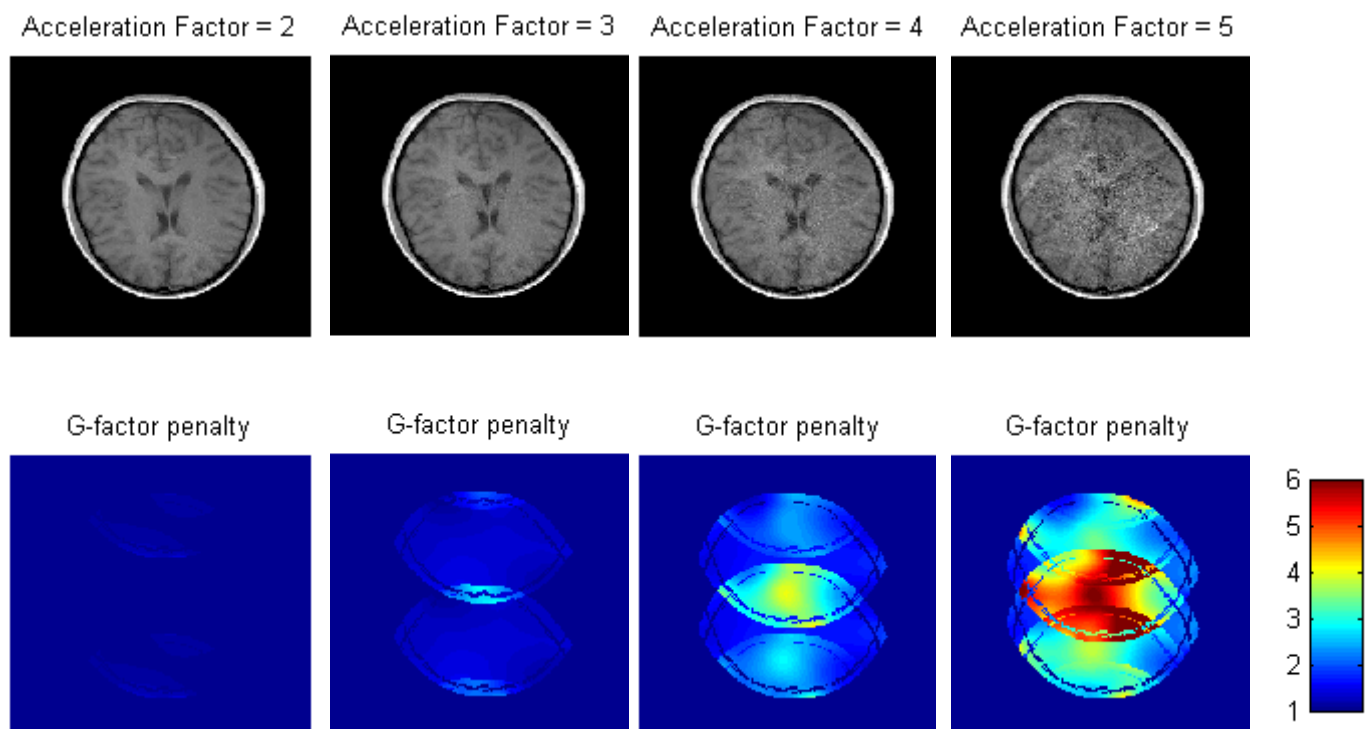 Acceleration Factor = 2
Acceleration Factor = 3
Acceleration Factor = 4
Acceleration Factor = 5
G-factor penalty
G-factor penalty
G-factor penalty
G-factor penalty
6
5
4
3
2
1